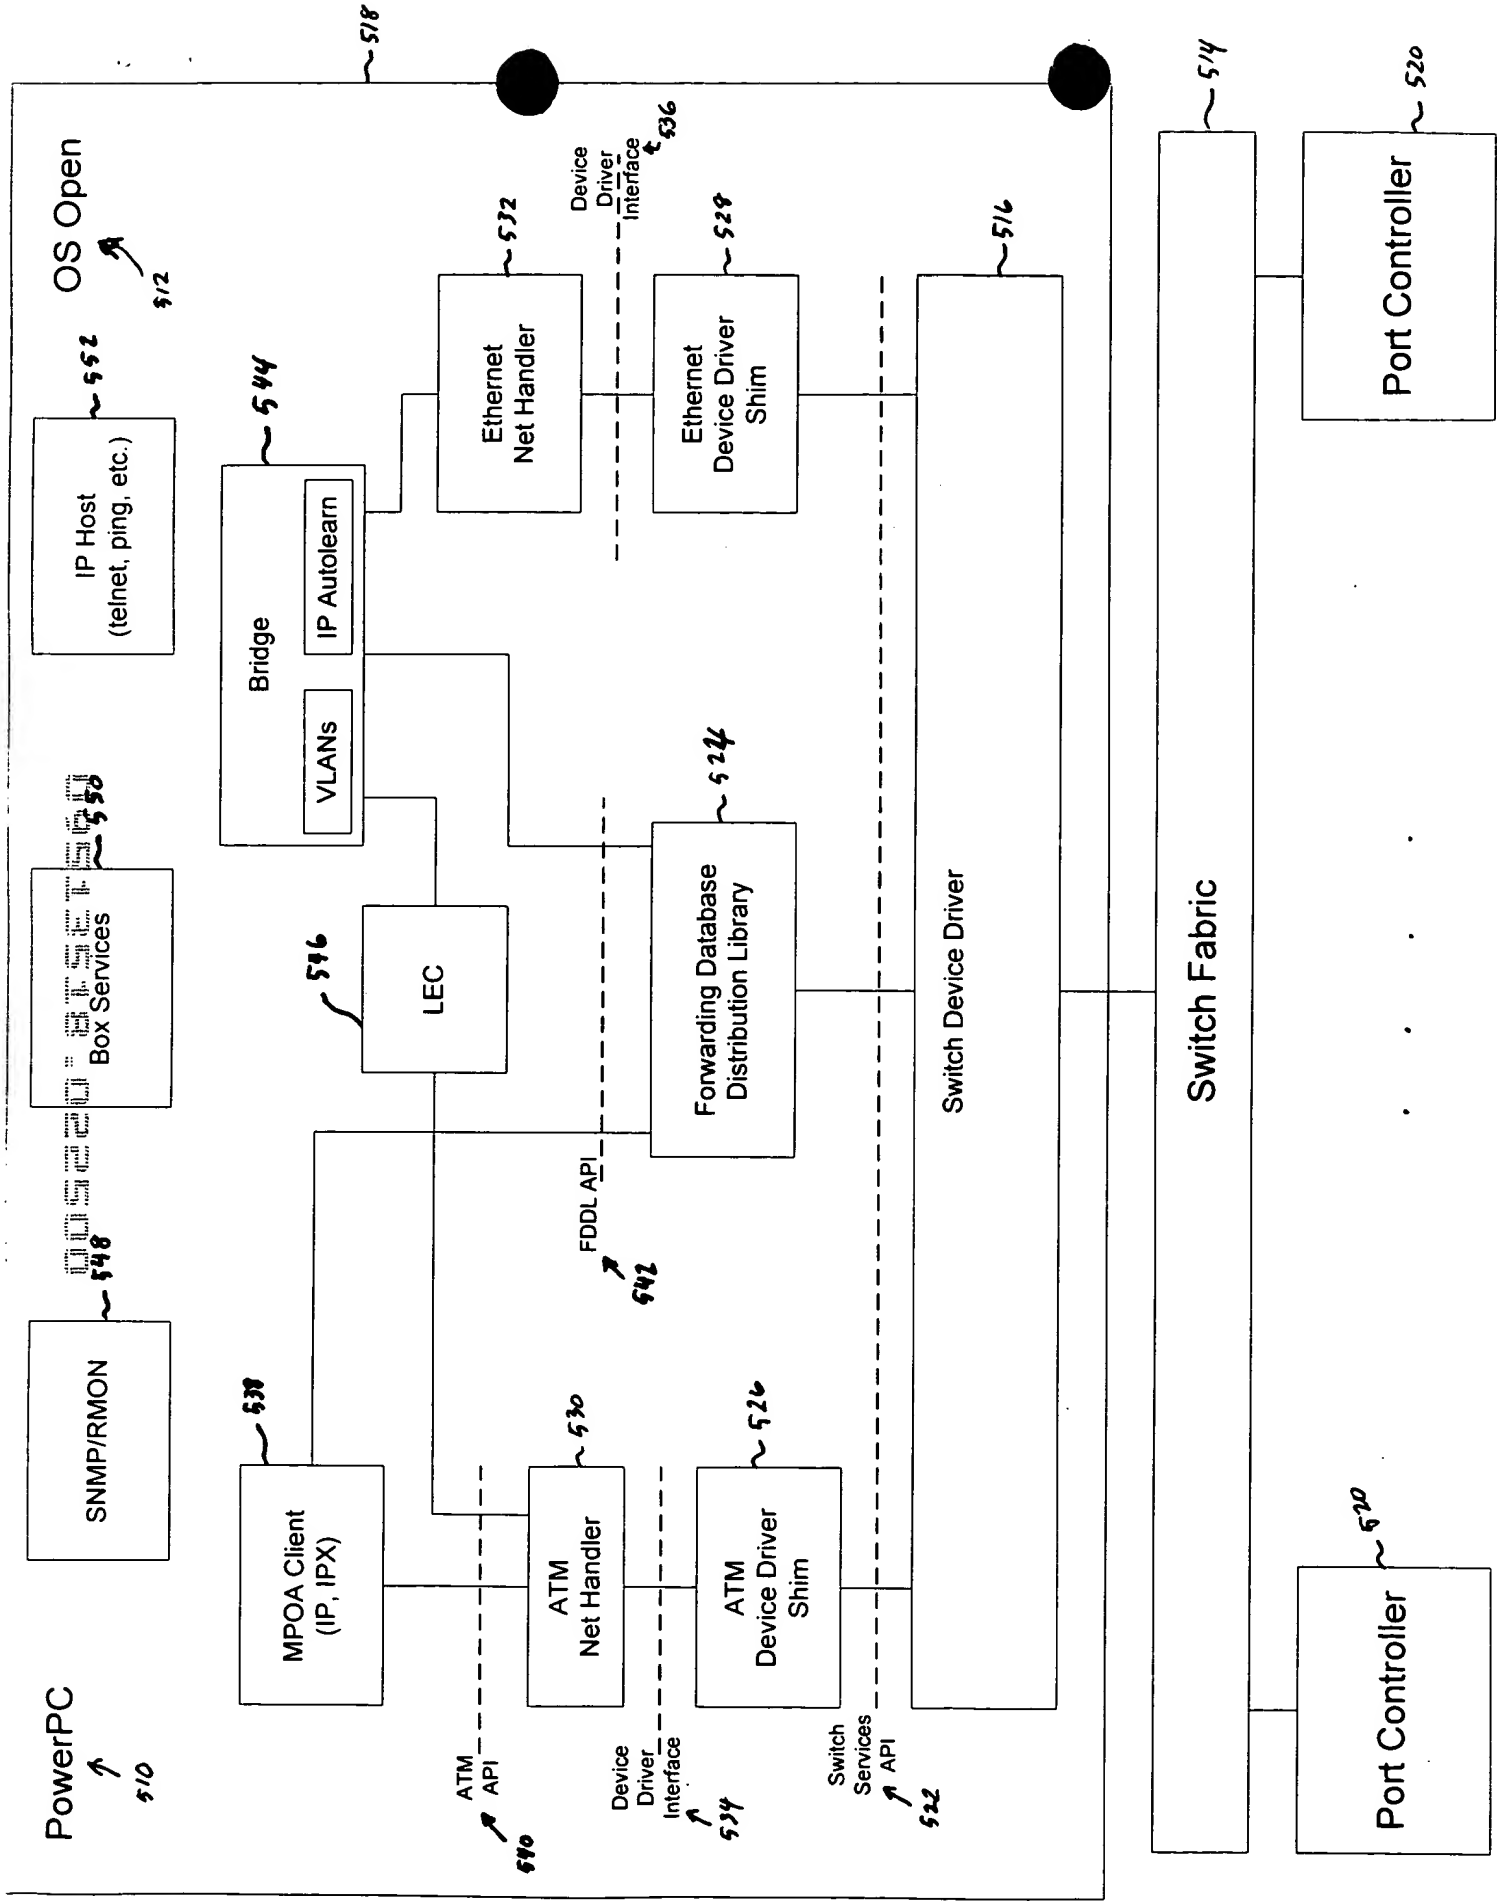 PowerPC
510
OS Open
512
518
SNMP/RMON
548
Box Services
550
IP Host
(telnet, ping, etc.)
552
MPOA Client
(IP, IPX)
538
Bridge
544
VLANs
IP Autolearn
LEC
546
ATM
API
540
ATM
Net Handler
530
Ethernet
Net Handler
532
FDDL API
542
Device
Driver
Interface
534
Device
Driver
Interface
536
ATM
Device Driver
Shim
526
Forwarding Database
Distribution Library
524
Ethernet
Device Driver
Shim
528
Switch
Services
API
522
Switch Device Driver
516
Switch Fabric
514
Port Controller
520
Port Controller
520